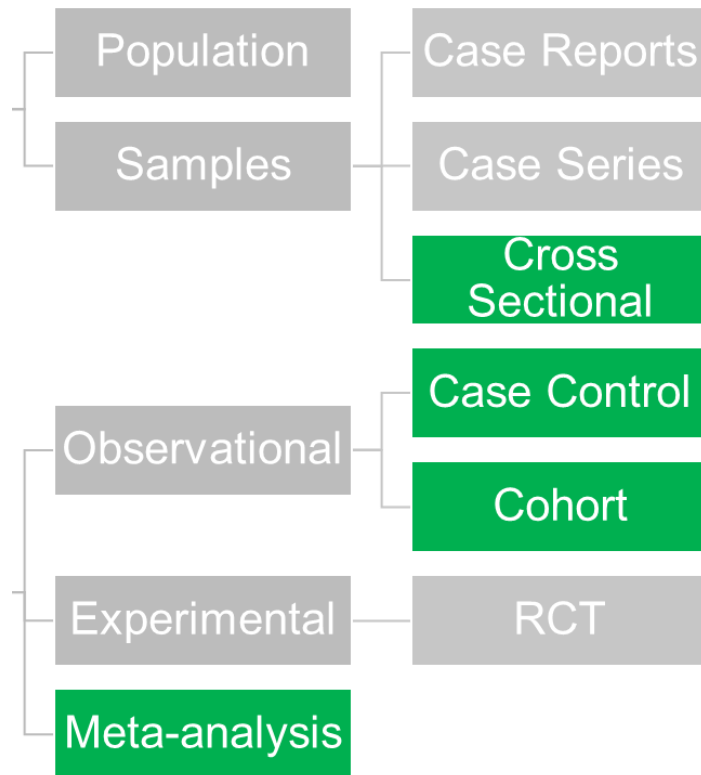 Population
Case Reports
Samples
Case Series
Cross
Sectional
Case Control
Observational
Cohort
Experimental
RCT
Meta-analysis